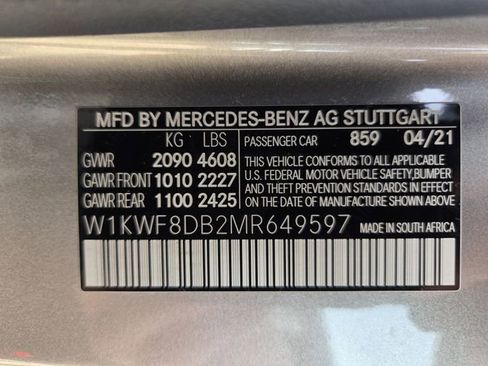 MFD BY MERCEDES-BENZ AG STUTTGART
KG LBS PASSENGER CAR 859 04/21
GVWR 2090 4608 THIS VEHICLE CONFORMS TO ALL APPLICABLE
GAWR FRONT 1010 2227 U.S. FEDERAL MOTOR VEHICLE SAFETY, BUMPER
AND THEFT PREVENTION STANDARDS IN EFFECT
GAWR REAR 1100 2425 ON THE DATE OF MANUFACTURE SHOWN ABOVE.
W1KWF8DB2MR649597 MADE IN SOUTH AFRICA